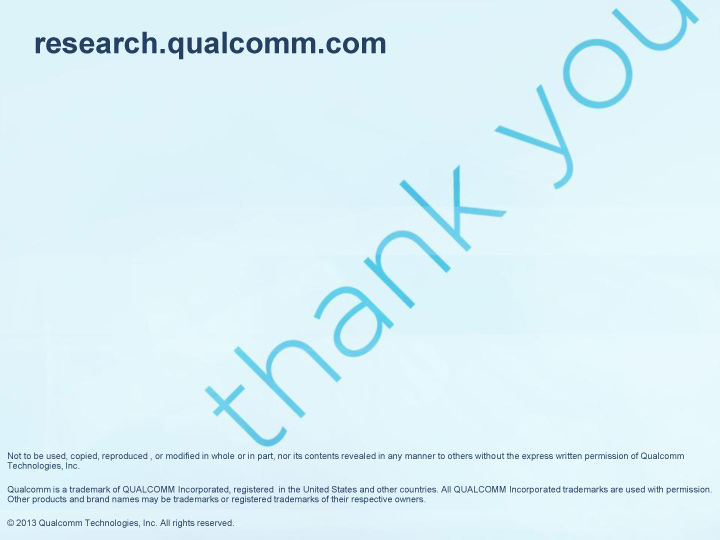 research.qualcomm.com
thank you
Not to be used, copied, reproduced , or modified in whole or in part, nor its contents revealed in any manner to others without the express written permission of Qualcomm
Technologies, Inc.
Qualcomm is a trademark of QUALCOMM Incorporated, registered  in the United States and other countries. All QUALCOMM Incorporated trademarks are used with permission.
Other products and brand names may be trademarks or registered trademarks of their respective owners.
© 2013 Qualcomm Technologies, Inc. All rights reserved.